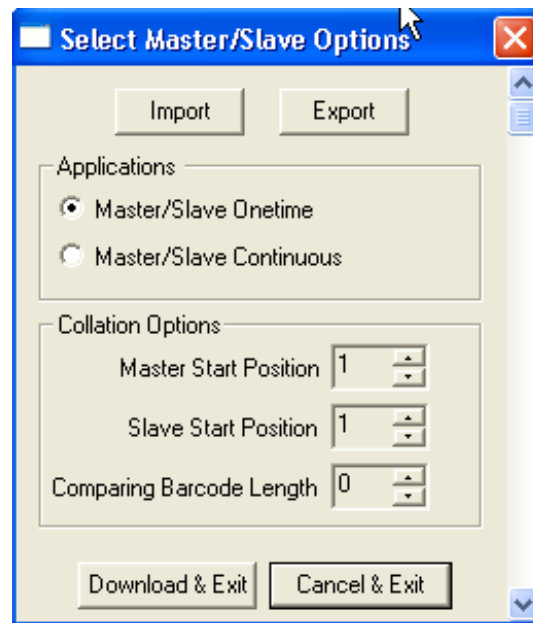 Select Master/Slave Options
Import Export
Applications
Master/Slave Onetime
Master/Slave Continuous
Collation Options
Master Start Position 1
Slave Start Position 1
Comparing Barcode Length 0
Download & Exit Cancel & Exit